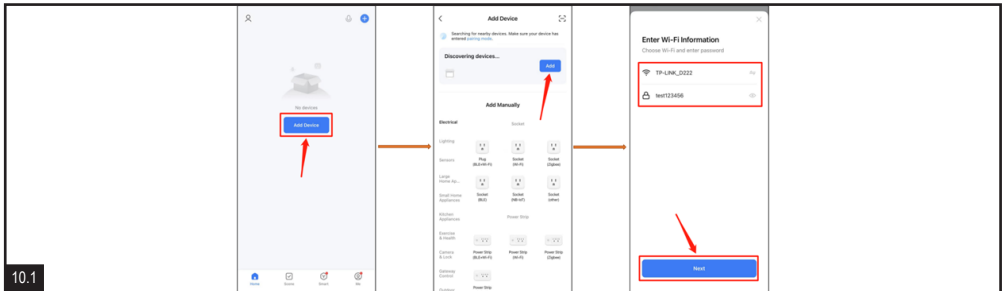 No devices
Add Device
Home
Scene
Smart
Me
Add Device
Searching for nearby devices. Make sure your device has
entered pairing mode.
Discovering devices...
Add
Add Manually
Electrical
Socket
Lighting
Sensors
Plug
(BLE+Wi-Fi)
Socket
(Wi-Fi)
Socket
(Zigbee)
Large
Home Ap...
Small Home
Appliances
Socket
(BLE)
Socket
(NB-IoT)
Socket
(other)
Kitchen
Appliances
Power Strip
Exercise
& Health
Camera
& Lock
Power Strip
(BLE+Wi-Fi)
Power Strip
(Wi-Fi)
Power Strip
(Zigbee)
Gateway
Control
Outdoor
Power Strip
Enter Wi-Fi Information
Choose Wi-Fi and enter password
TP-LINK_D222
test123456
Next
10.1